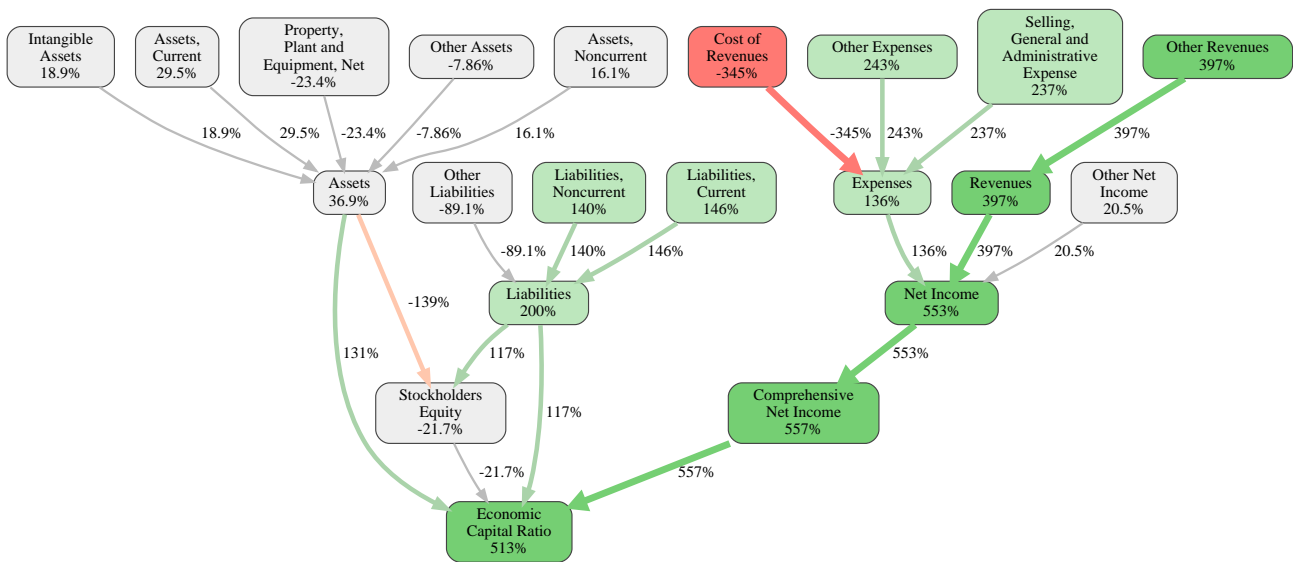 Intangible
Assets
18.9%
Assets,
Current
29.5%
Property,
Plant and
Equipment, Net
-23.4%
Other Assets
-7.86%
Assets,
Noncurrent
16.1%
Cost of
Revenues
-345%
Other Expenses
243%
Selling,
General and
Administrative
Expense
237%
Other Revenues
397%
18.9%
29.5%
-23.4%
-7.86%
16.1%
-345%
243%
237%
397%
Assets
36.9%
Other
Liabilities
-89.1%
Liabilities,
Noncurrent
140%
Liabilities,
Current
146%
Expenses
136%
Revenues
397%
Other Net
Income
20.5%
-89.1%
140%
146%
136%
397%
20.5%
Liabilities
200%
Net Income
553%
-139%
131%
117%
553%
Stockholders
Equity
-21.7%
117%
Comprehensive
Net Income
557%
-21.7%
557%
Economic
Capital Ratio
513%